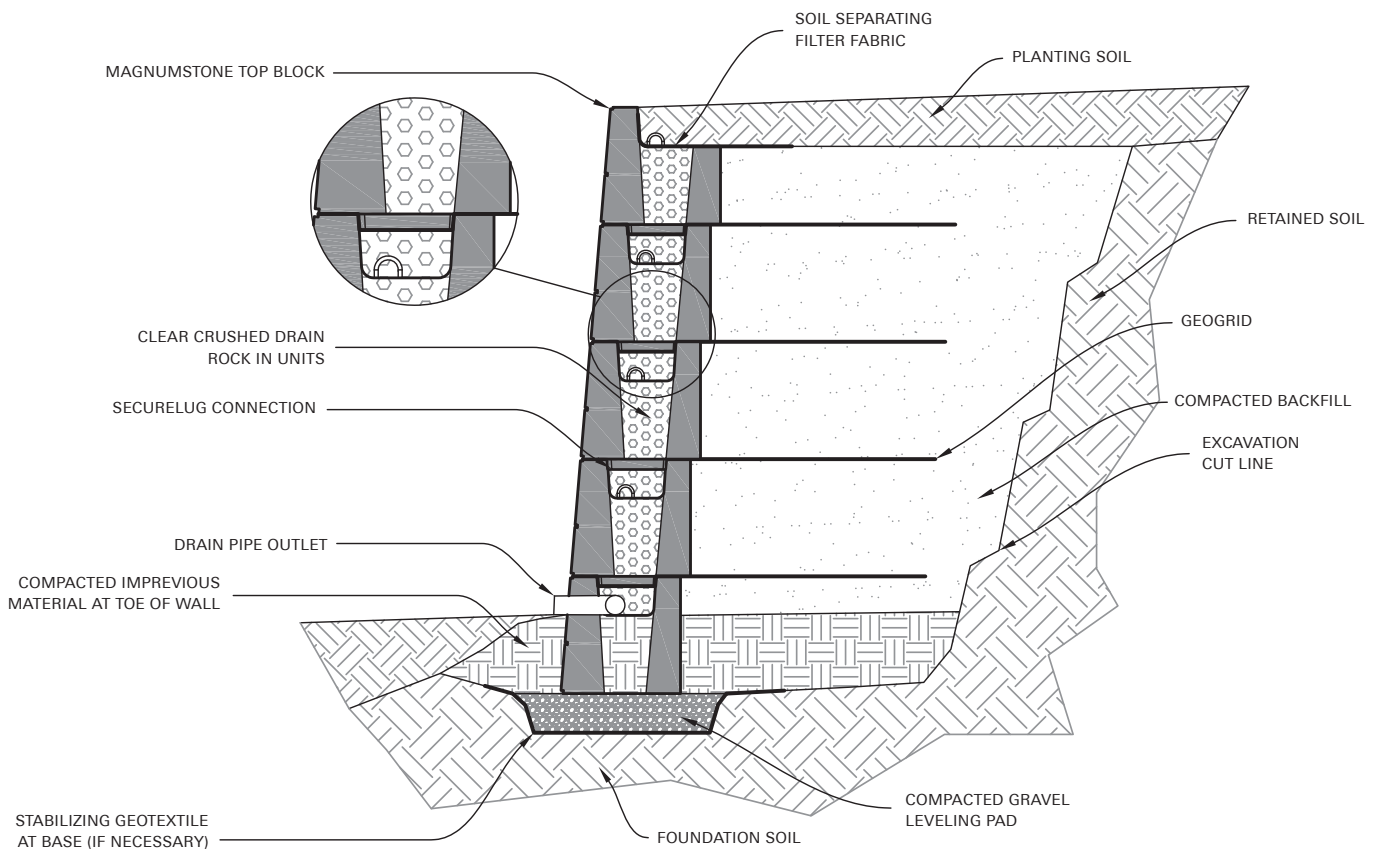 SOIL SEPARATING
FILTER FABRIC
PLANTING SOIL
MAGNUMSTONE TOP BLOCK
RETAINED SOIL
GEOGRID
CLEAR CRUSHED DRAIN
ROCK IN UNITS
SECURELUG CONNECTION
COMPACTED BACKFILL
EXCAVATION
CUT LINE
DRAIN PIPE OUTLET
COMPACTED IMPREVIOUS
MATERIAL AT TOE OF WALL
COMPACTED GRAVEL
LEVELING PAD
STABILIZING GEOTEXTILE
AT BASE (IF NECESSARY)
FOUNDATION SOIL